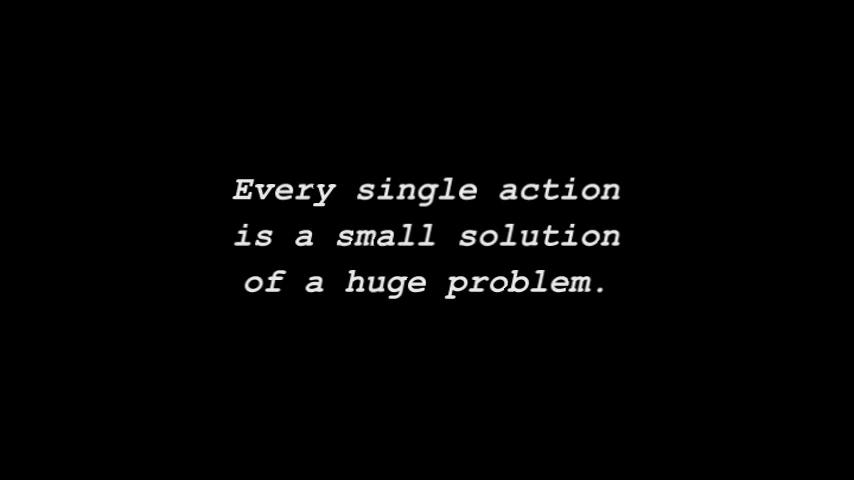 Every single action
is a small solution
of a huge problem.